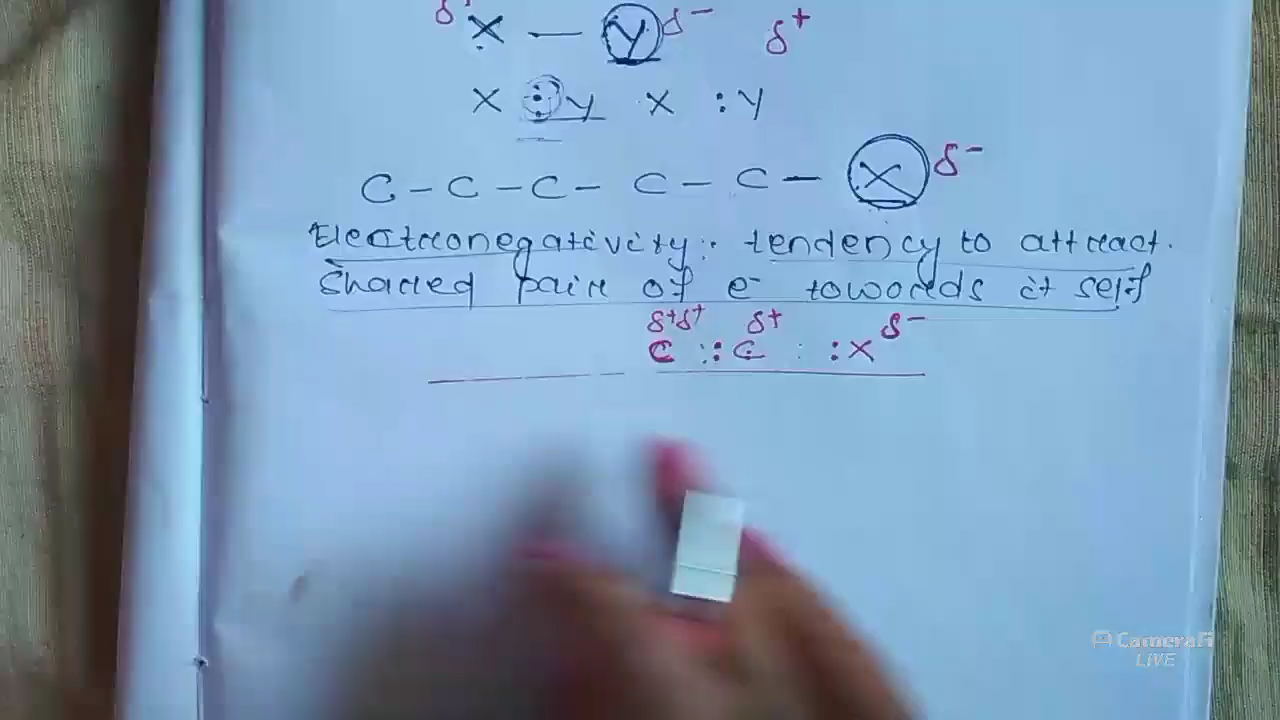 δ⁺ X — Y δ⁻ δ⁺
X : Y X : Y
C - C - C - C - C - X δ⁻
Electronegativity: tendency to attract
Shared pair of e⁻ towords it self
δ⁺δ⁺ δ⁺ δ⁻
C : C : X
CameraFi
LIVE